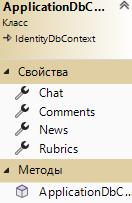 ApplicationDbC...
Класс
IdentityDbContext
Свойства
Chat
Comments
News
Rubrics
Методы
ApplicationDbC...